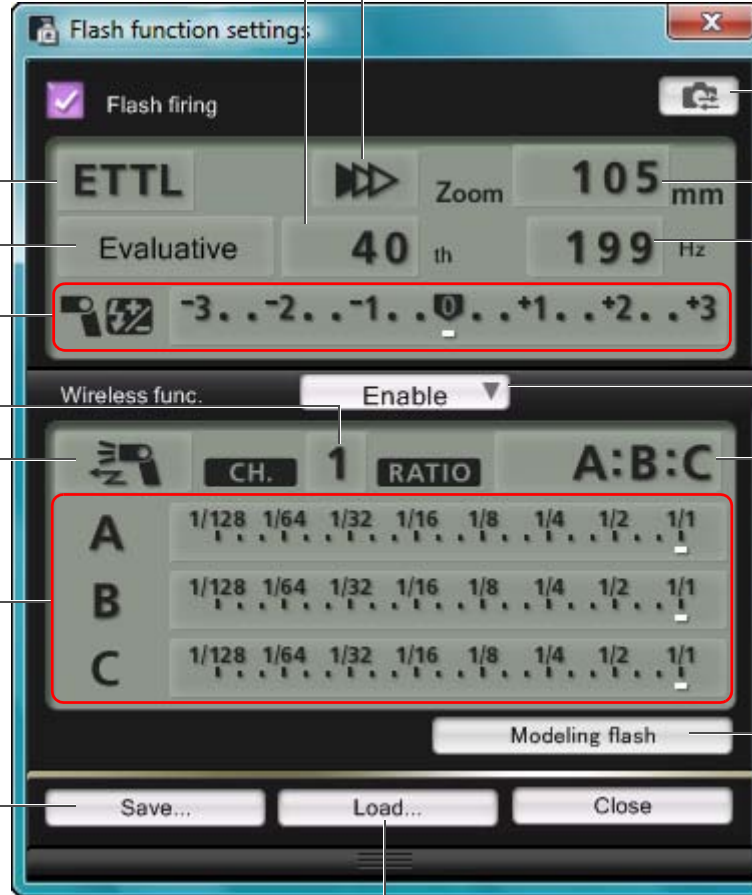 Flash function settings
Flash firing
ETTL Zoom 105 mm
Evaluative 40 th 199 Hz
-3..-2..-1..0..+1..+2..+3
Wireless func. Enable
CH. 1 RATIO A:B:C
A 1/128 1/64 1/32 1/16 1/8 1/4 1/2 1/1
B 1/128 1/64 1/32 1/16 1/8 1/4 1/2 1/1
C 1/128 1/64 1/32 1/16 1/8 1/4 1/2 1/1
Modeling flash
Save... Load... Close